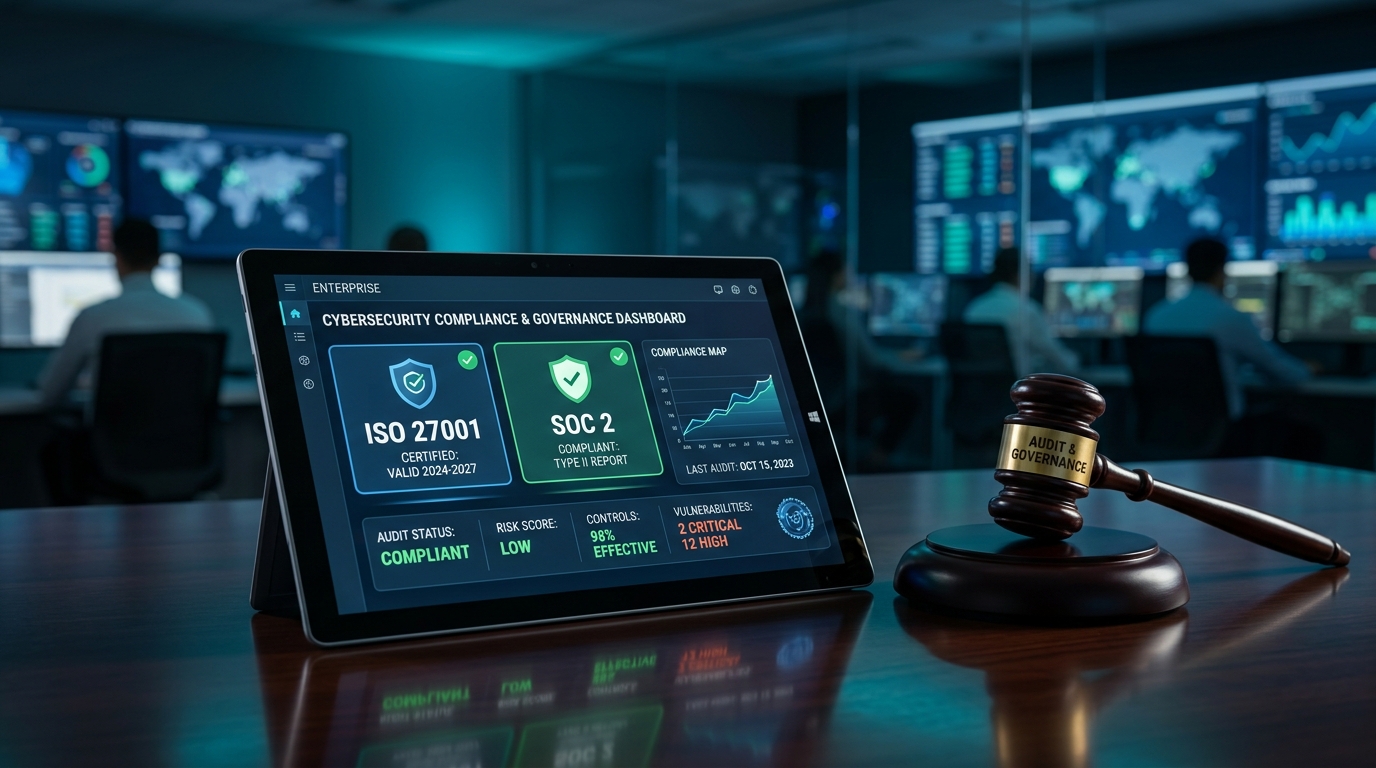 ENTERPRISE
CYBERSECURITY COMPLIANCE & GOVERNANCE DASHBOARD
ISO 27001
CERTIFIED:
VALID 2024-2027
SOC 2
COMPLIANT:
TYPE II REPORT
COMPLIANCE MAP
LAST AUDIT: OCT 15, 2023
AUDIT STATUS:
COMPLIANT
RISK SCORE:
LOW
CONTROLS:
98%
EFFECTIVE
VULNERABILITIES:
2 CRITICAL
12 HIGH
AUDIT &
GOVERNANCE